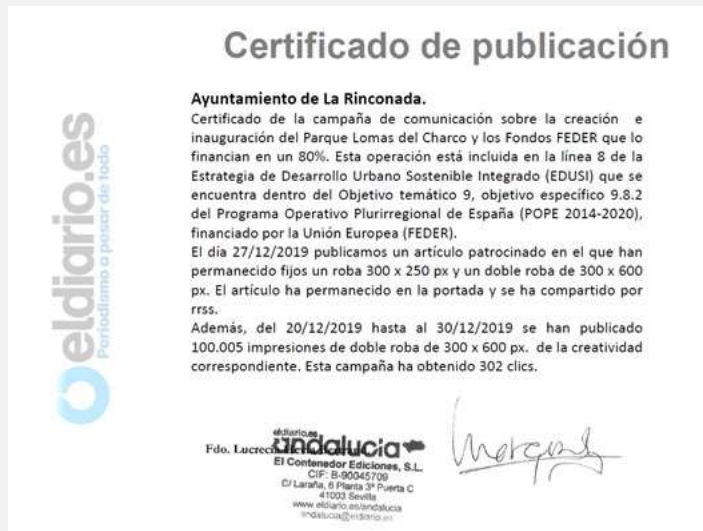 Certificado de publicación
eldiario.es
Periodismo a pesar de todo
Ayuntamiento de La Rinconada.
Certificado de la campaña de comunicación sobre la creación e
inauguración del Parque Lomas del Charco y los Fondos FEDER que lo
financian en un 80%. Esta operación está incluida en la línea 8 de la
Estrategia de Desarrollo Urbano Sostenible Integrado (EDUSI) que se
encuentra dentro del Objetivo temático 9, objetivo específico 9.8.2
del Programa Operativo Plurirregional de España (POPE 2014-2020),
financiado por la Unión Europea (FEDER).
El día 27/12/2019 publicamos un artículo patrocinado en el que han
permanecido fijos un roba 300 x 250 px y un doble roba de 300 x 600
px. El artículo ha permanecido en la portada y se ha compartido por
rrss.
Además, del 20/12/2019 hasta al 30/12/2019 se han publicado
100.005 impresiones de doble roba de 300 x 600 px. de la creatividad
correspondiente. Esta campaña ha obtenido 302 clics.
eldiario.es
andalucía
Fdo. Lucrecia
El Contenedor Ediciones, S.L.
CIF: B-90045709
C/ Laraña, 6 Planta 3ª Puerta C
41003 Sevilla
www.eldiario.es/andalucia
andalucia@eldiario.es